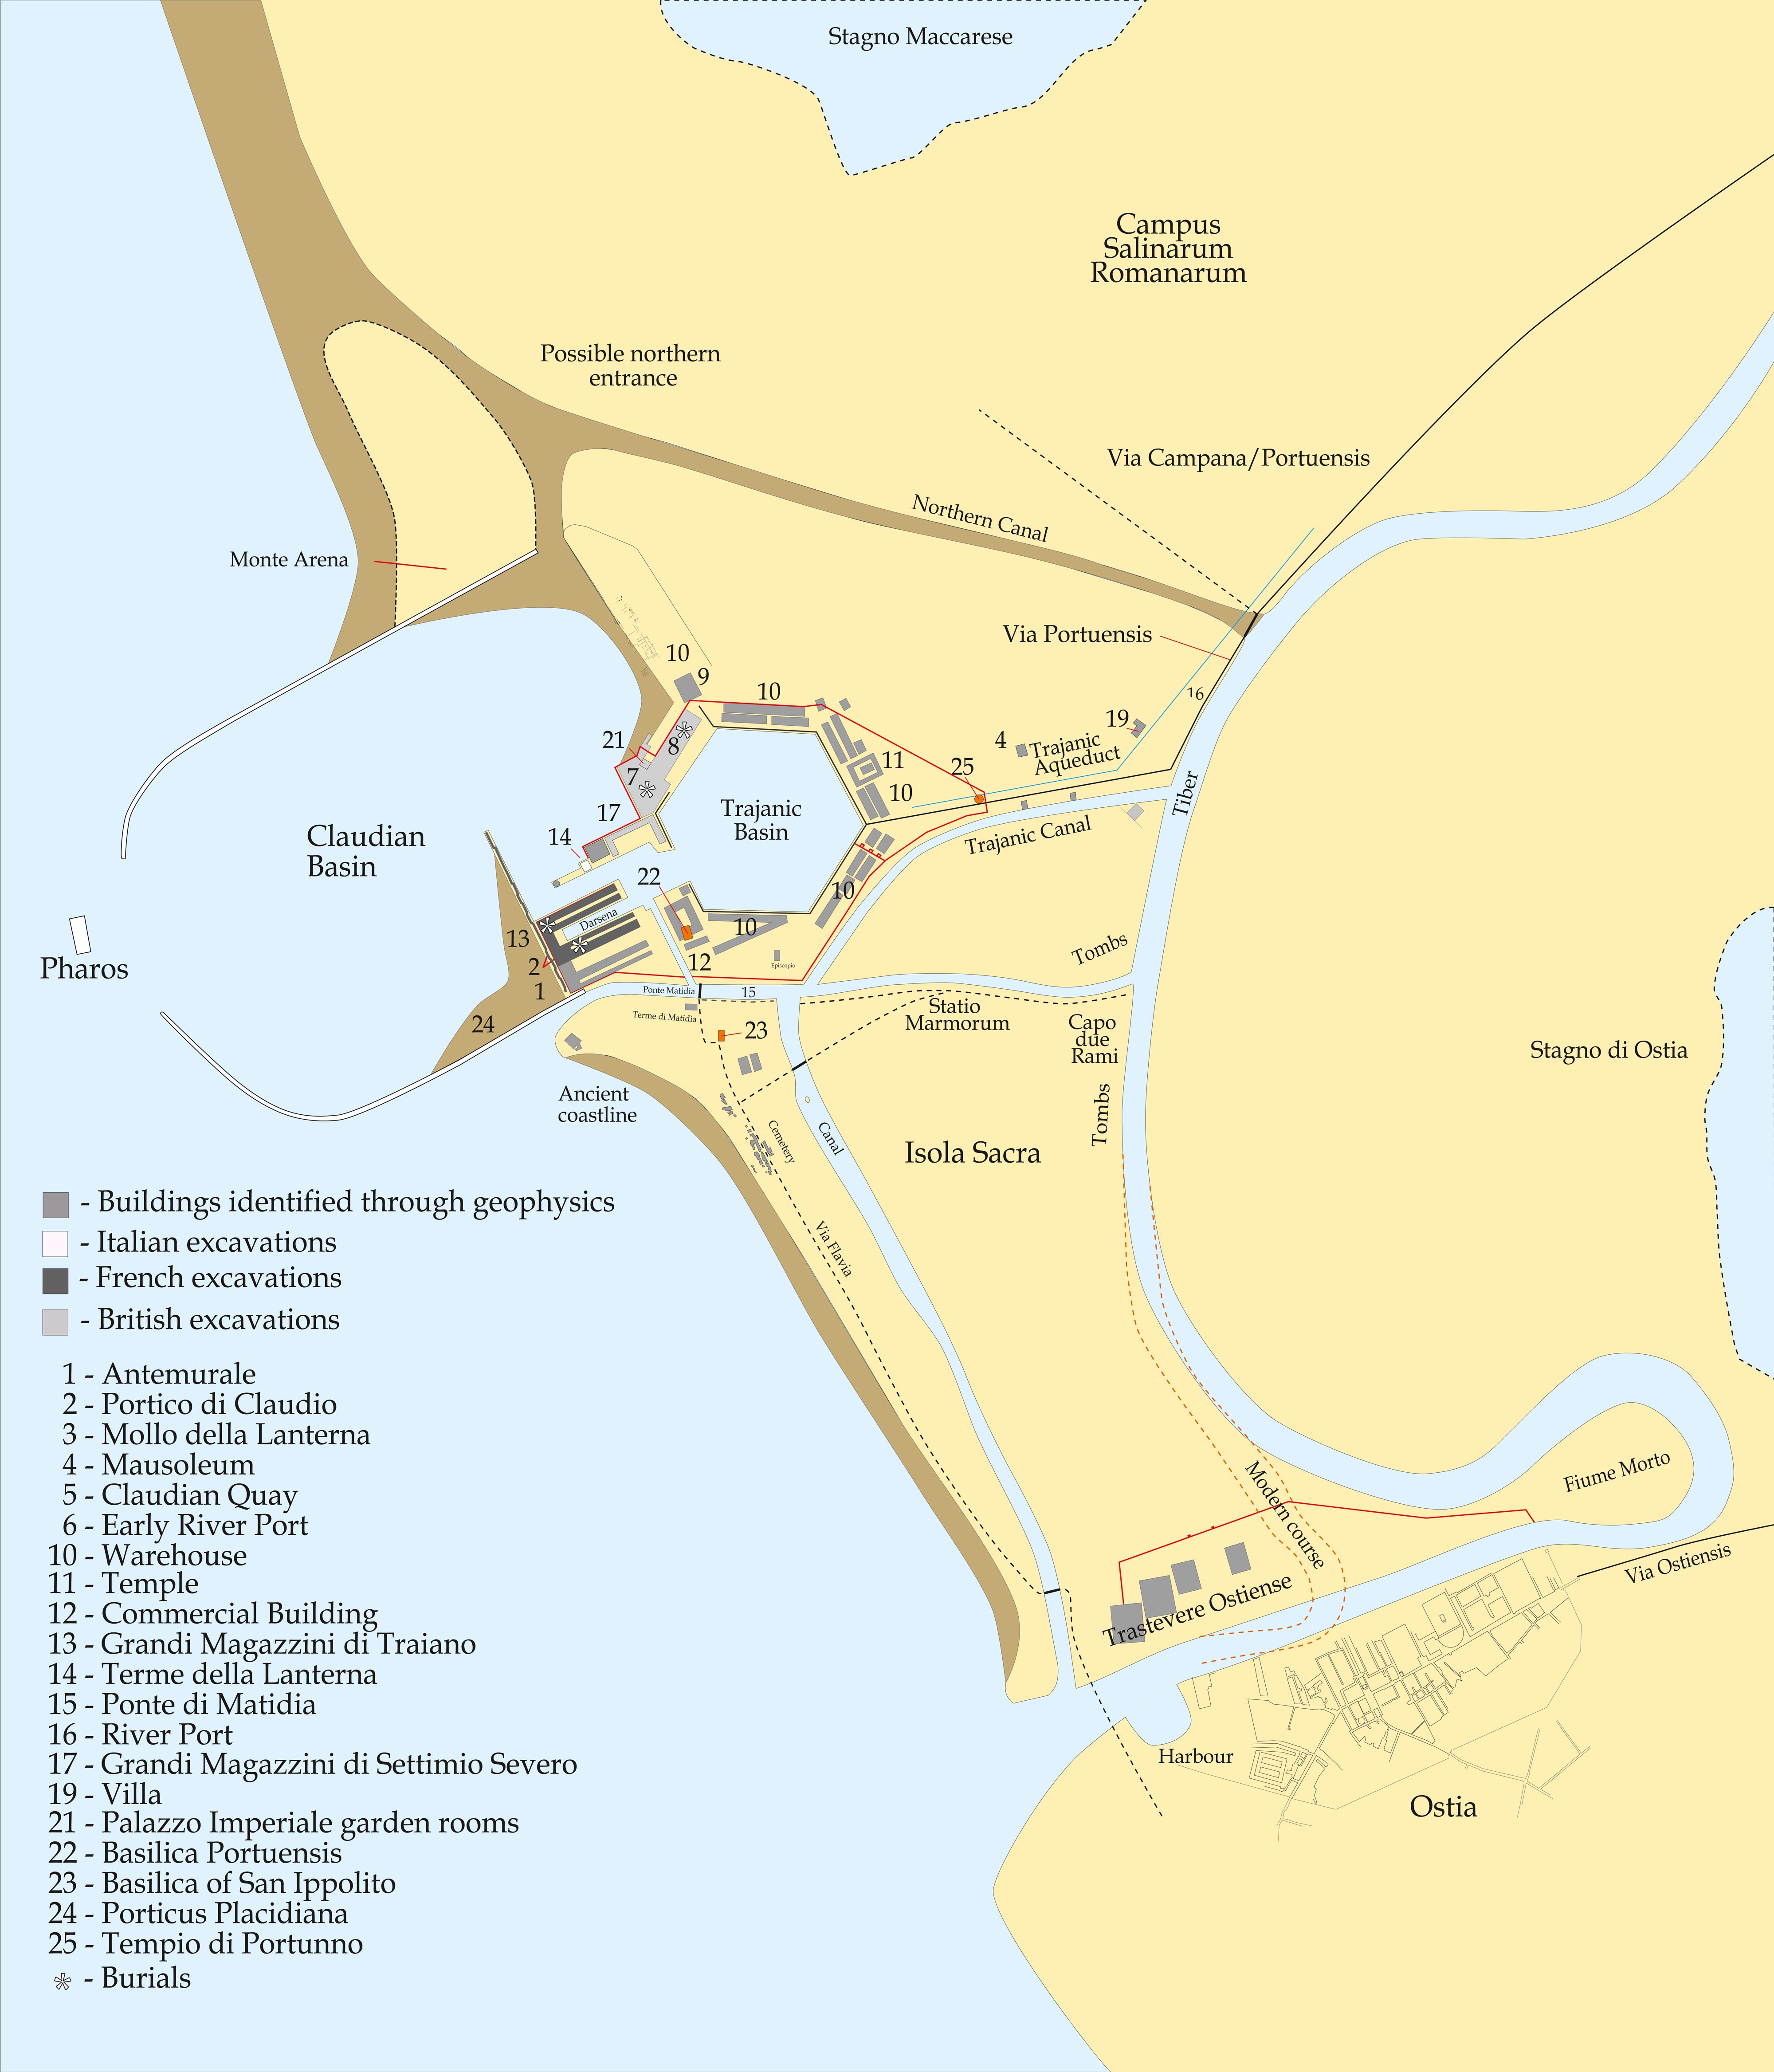 Stagno Maccarese
Campus
Salinarum
Romanarum
Possible northern
entrance
Via Campana/Portuensis
Northern Canal
Monte Arena
Via Portuensis
10
9
10
16
19
21
8
4
Trajanic
Aqueduct
11
25
7
10
Tiber
17
Trajanic
Basin
14
Trajanic Canal
Claudian
Basin
22
10
Darsena
13
10
Tombs
Pharos
2
12
Episcopio
1
Ponte Matidia
15
Terme di Matidia
24
23
Statio
Marmorum
Capo
due
Rami
Stagno di Ostia
Ancient
coastline
Tombs
Cemetery
Canal
Isola Sacra
Via Flavia
- Buildings identified through geophysics
- Italian excavations
- French excavations
- British excavations
1 - Antemurale
2 - Portico di Claudio
3 - Mollo della Lanterna
4 - Mausoleum
5 - Claudian Quay
6 - Early River Port
10 - Warehouse
11 - Temple
12 - Commercial Building
13 - Grandi Magazzini di Traiano
14 - Terme della Lanterna
15 - Ponte di Matidia
16 - River Port
17 - Grandi Magazzini di Settimio Severo
19 - Villa
21 - Palazzo Imperiale garden rooms
22 - Basilica Portuensis
23 - Basilica of San Ippolito
24 - Porticus Placidiana
25 - Tempio di Portunno
- Burials
Fiume Morto
Modern course
Via Ostiensis
Trastevere Ostiense
Harbour
Ostia